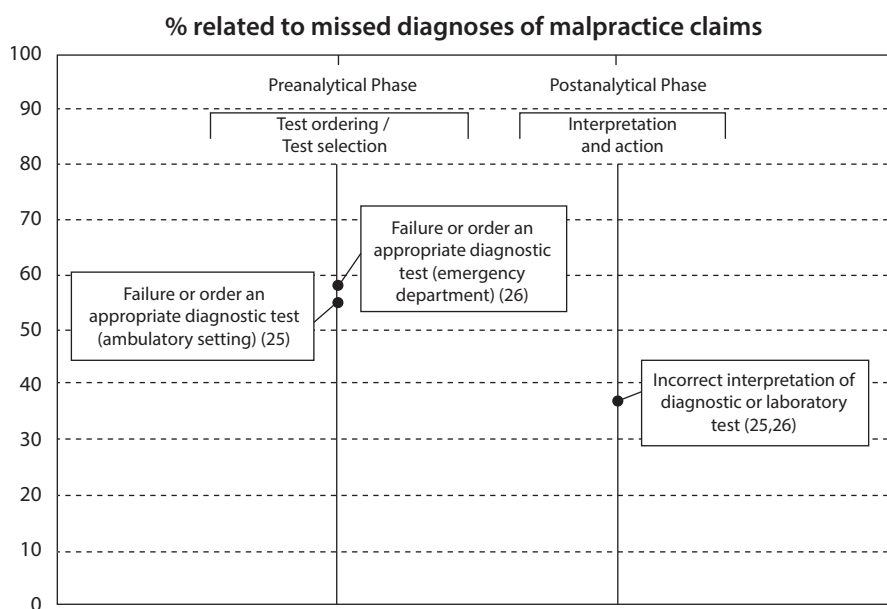 % related to missed diagnoses of malpractice claims
100
90
80
70
60
50
40
30
20
10
0
Preanalytical Phase
Test ordering /
Test selection
Postanalytical Phase
Interpretation
and action
Failure or order an
appropriate diagnostic
test (emergency
department) (26)
Failure or order an
appropriate diagnostic test
(ambulatory setting) (25)
Incorrect interpretation of
diagnostic or laboratory
test (25,26)